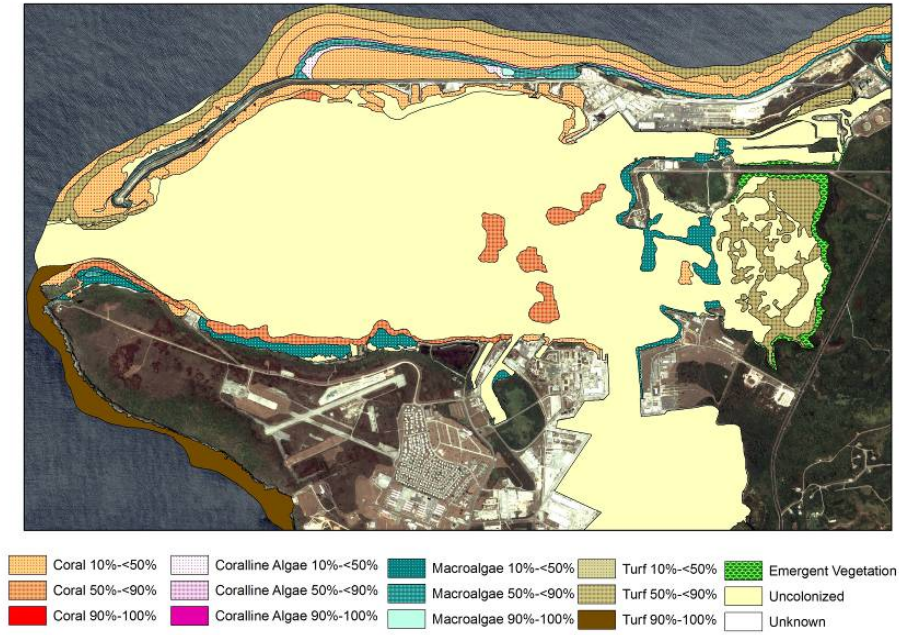 Coral 10%-<50%
Coralline Algae 10%-<50%
Macroalgae 10%-<50%
Turf 10%-<50%
Emergent Vegetation
Coral 50%-<90%
Coralline Algae 50%-<90%
Macroalgae 50%-<90%
Turf 50%-<90%
Uncolonized
Coral 90%-100%
Coralline Algae 90%-100%
Macroalgae 90%-100%
Turf 90%-100%
Unknown